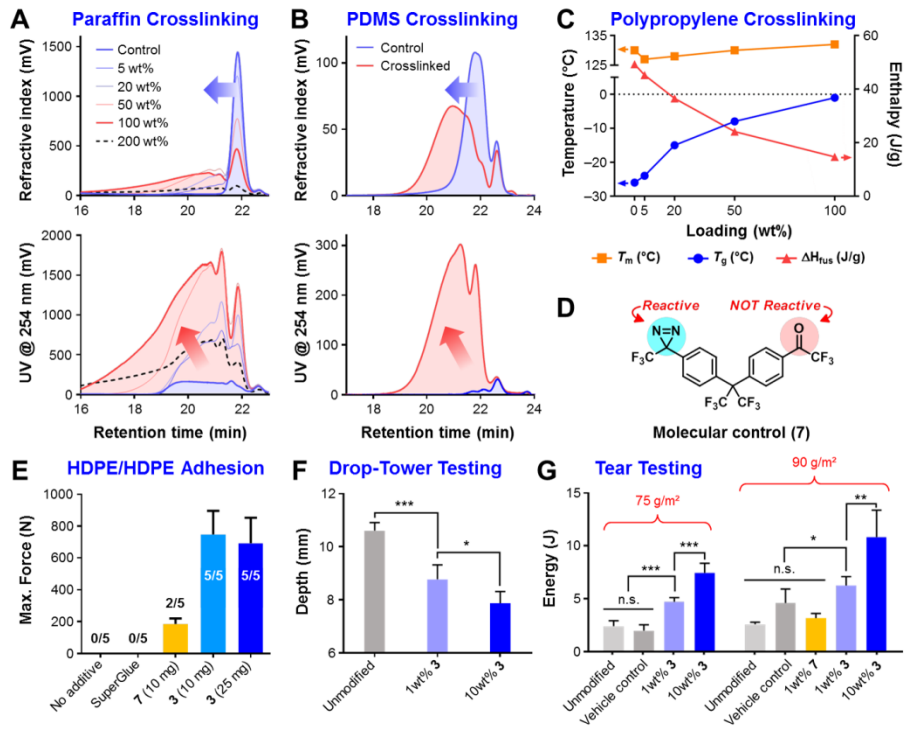 A Paraffin Crosslinking
Refractive index (mV)
1500
1000
500
0
Control
5 wt%
20 wt%
50 wt%
100 wt%
200 wt%
16 18 20 22
UV @ 254 nm (mV)
2000
1500
1000
500
0
16 18 20 22
Retention time (min)
B PDMS Crosslinking
Refractive index (mV)
150
100
50
0
Control
Crosslinked
16 18 20 22 24
UV @ 254 nm (mV)
300
200
100
0
16 18 20 22 24
Retention time (min)
C Polypropylene Crosslinking
Temperature (°C)
135
125
0
−10
−20
−30
60
40
20
0
Enthalpy (J/g)
0 5 20 50 100
Loading (wt%)
Tm (°C) Tg (°C) ΔHfus (J/g)
D
Reactive NOT Reactive
N=N O
F3C CF3
F3C CF3
Molecular control (7)
E HDPE/HDPE Adhesion
Max. Force (N)
1000
800
600
400
200
0
0/5 0/5 2/5 5/5 5/5
No additive
SuperGlue
7 (10 mg)
3 (10 mg)
3 (25 mg)
F Drop-Tower Testing
Depth (mm)
12
10
8
6
***
*
Unmodified
1wt% 3
10wt% 3
G Tear Testing
Energy (J)
15
10
5
0
75 g/m²
90 g/m²
n.s. *** ***
n.s. * **
Unmodified
Vehicle control
1wt% 3
10wt% 3
Unmodified
Vehicle control
1wt% 7
1wt% 3
10wt% 3